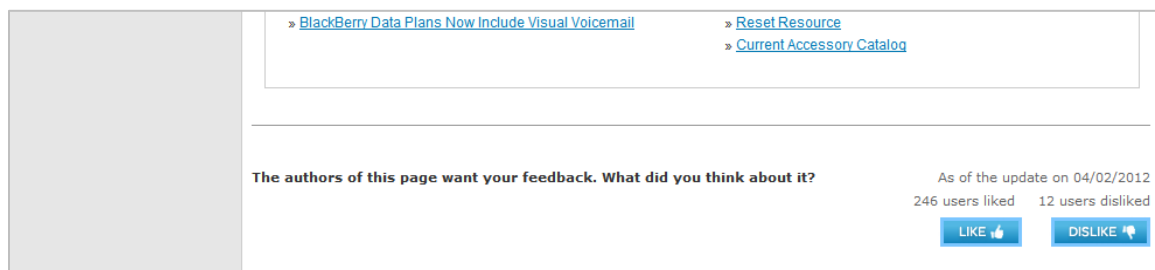 » BlackBerry Data Plans Now Include Visual Voicemail
» Reset Resource
» Current Accessory Catalog
The authors of this page want your feedback. What did you think about it?
As of the update on 04/02/2012
246 users liked 12 users disliked
LIKE DISLIKE